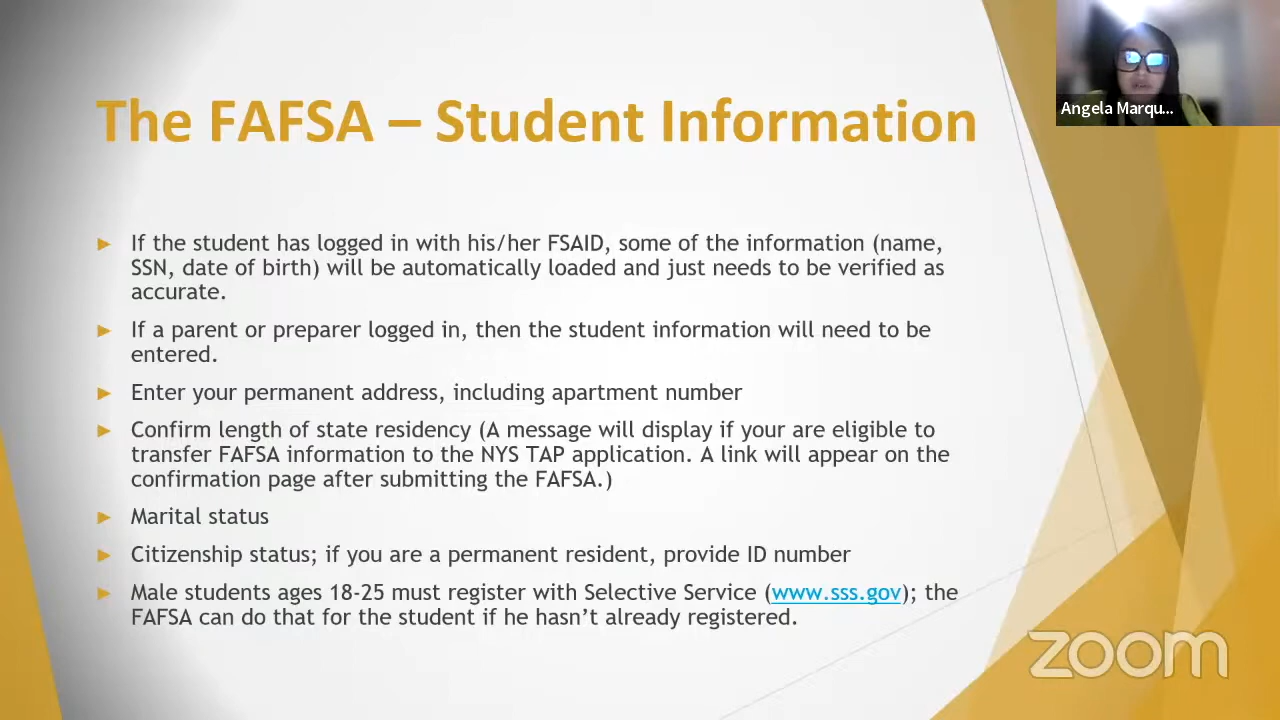 The FAFSA – Student Information
Angela Marqu...
► If the student has logged in with his/her FSAID, some of the information (name,
SSN, date of birth) will be automatically loaded and just needs to be verified as
accurate.
► If a parent or preparer logged in, then the student information will need to be
entered.
► Enter your permanent address, including apartment number
► Confirm length of state residency (A message will display if your are eligible to
transfer FAFSA information to the NYS TAP application. A link will appear on the
confirmation page after submitting the FAFSA.)
► Marital status
► Citizenship status; if you are a permanent resident, provide ID number
► Male students ages 18-25 must register with Selective Service (www.sss.gov); the
FAFSA can do that for the student if he hasn't already registered.
zoom